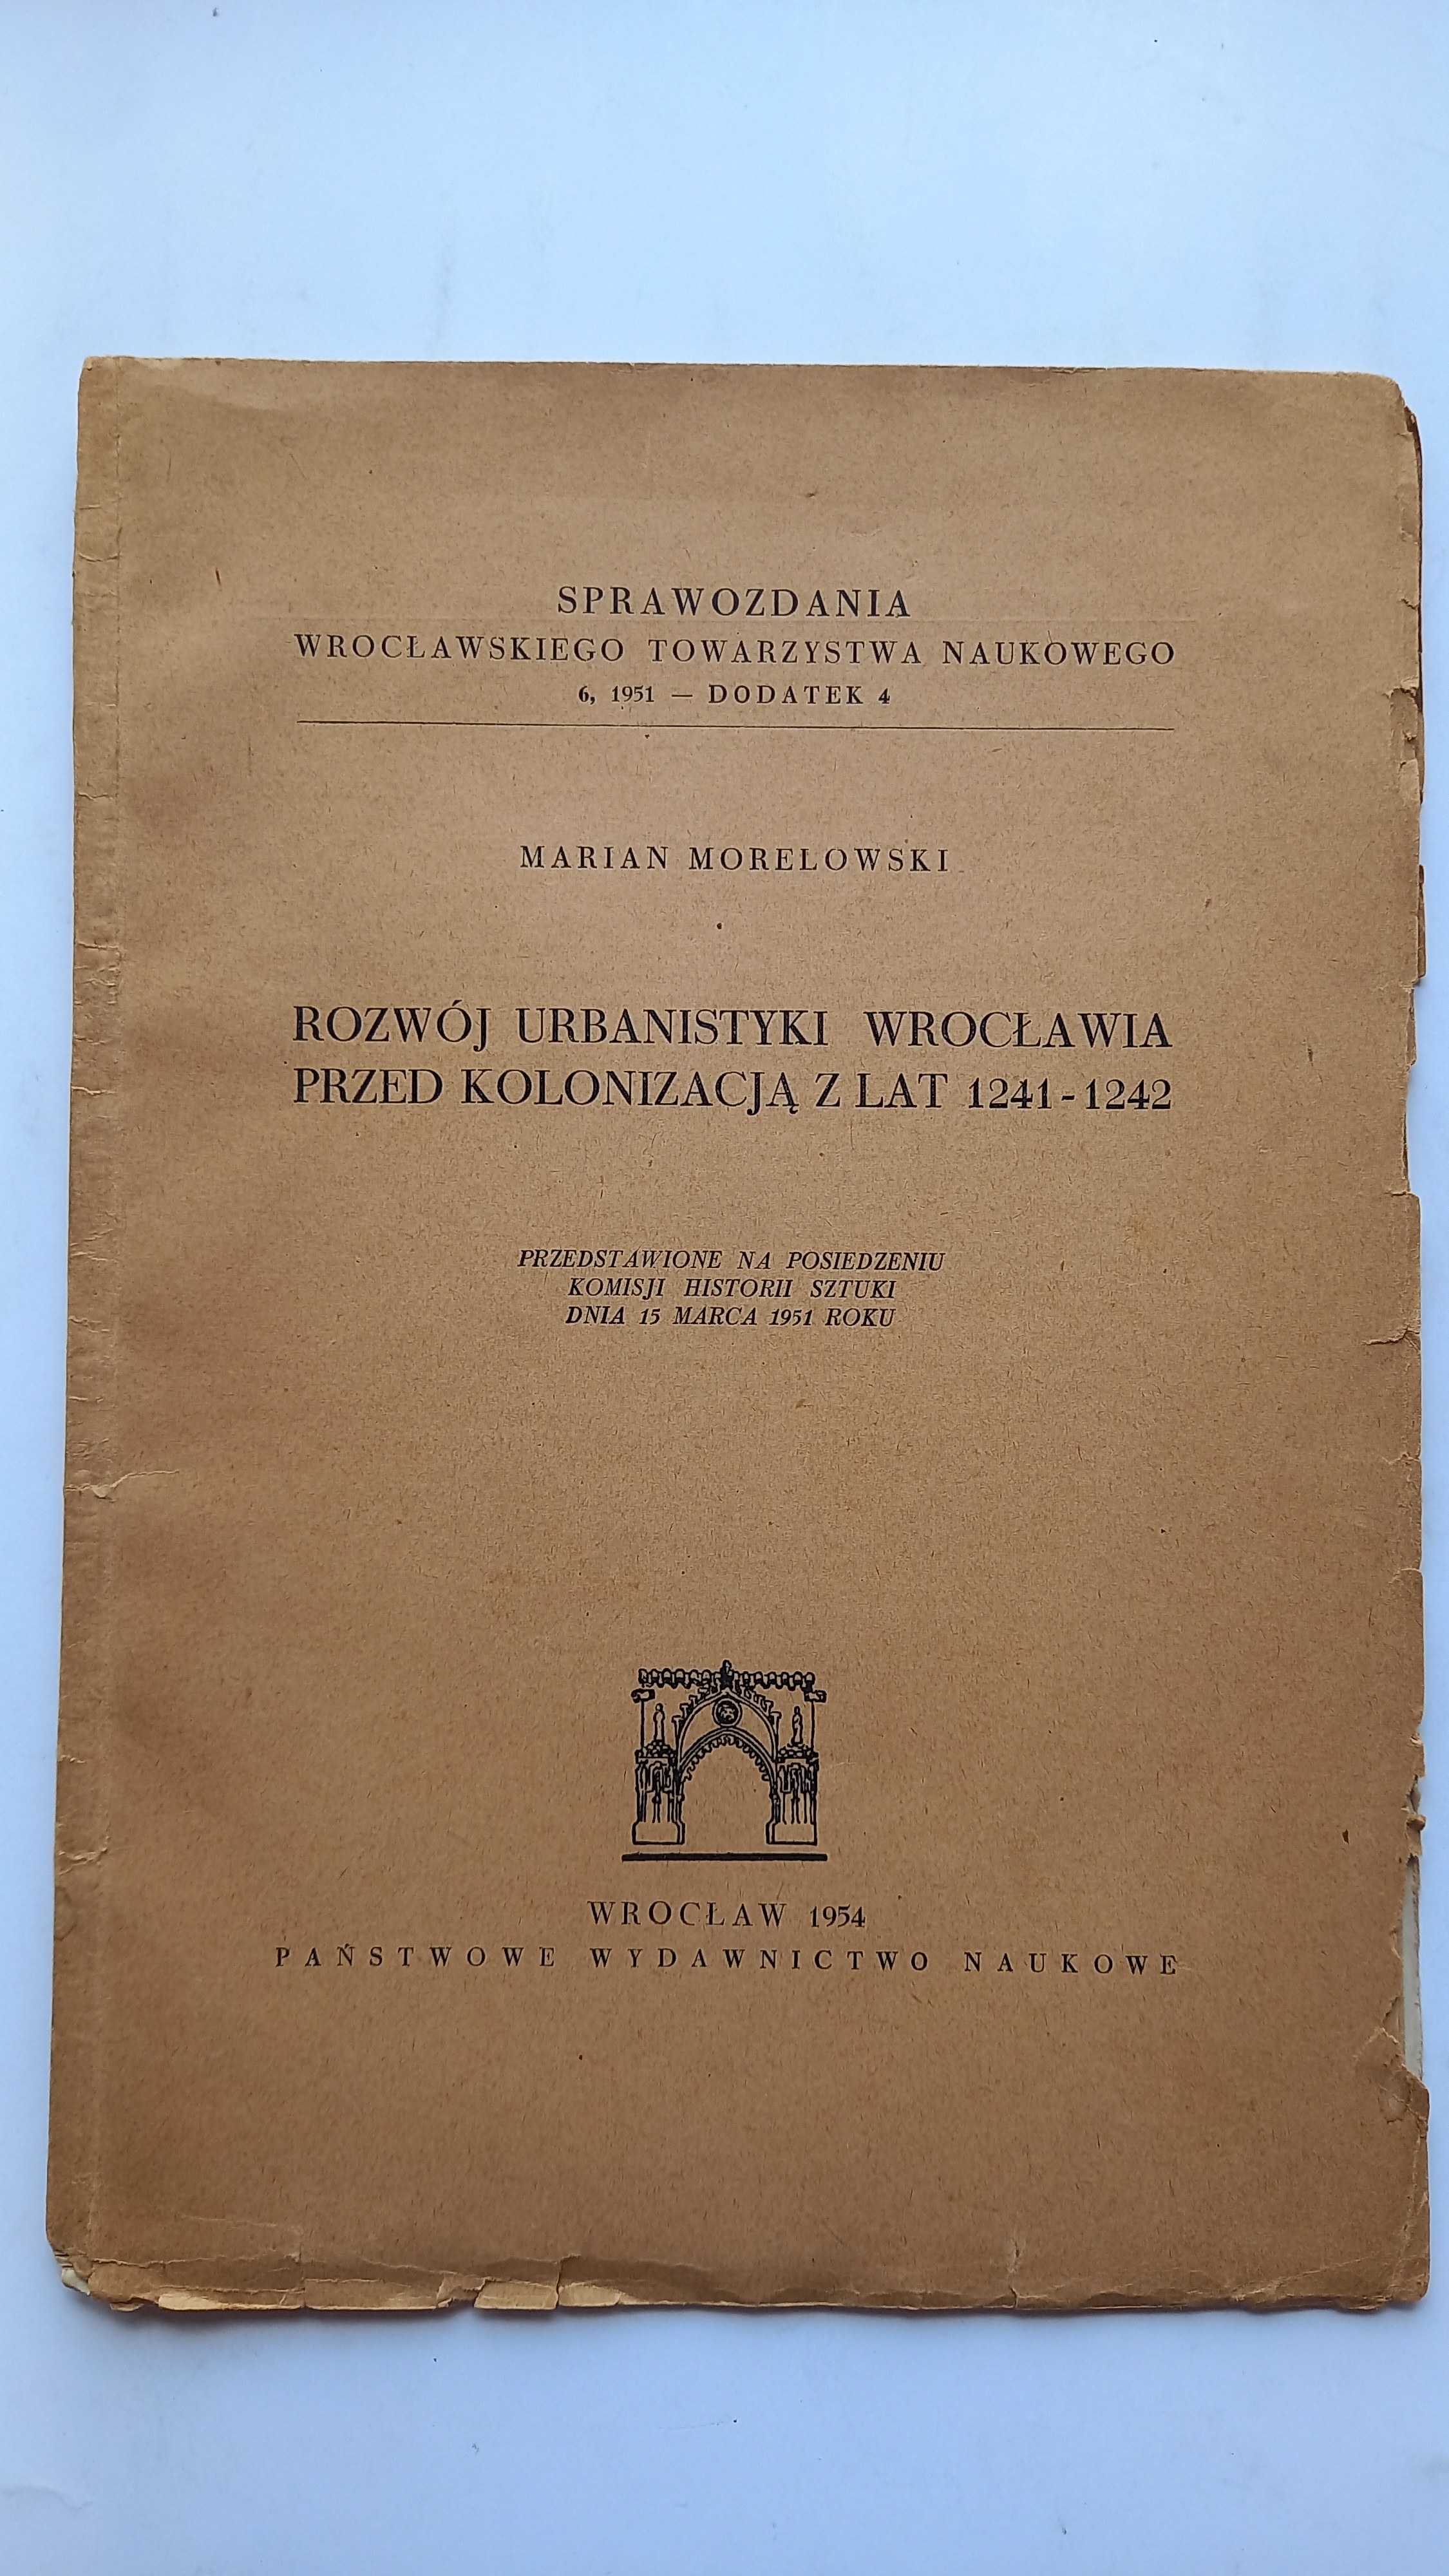 SPRAWOZDANIA
WROCŁAWSKIEGO TOWARZYSTWA NAUKOWEGO
6, 1951 — DODATEK 4
MARIAN MORELOWSKI
ROZWÓJ URBANISTYKI WROCŁAWIA
PRZED KOLONIZACJĄ Z LAT 1241-1242
PRZEDSTAWIONE NA POSIEDZENIU
KOMISJI HISTORII SZTUKI
DNIA 15 MARCA 1951 ROKU
WROCŁAW 1954
PAŃSTWOWE WYDAWNICTWO NAUKOWE